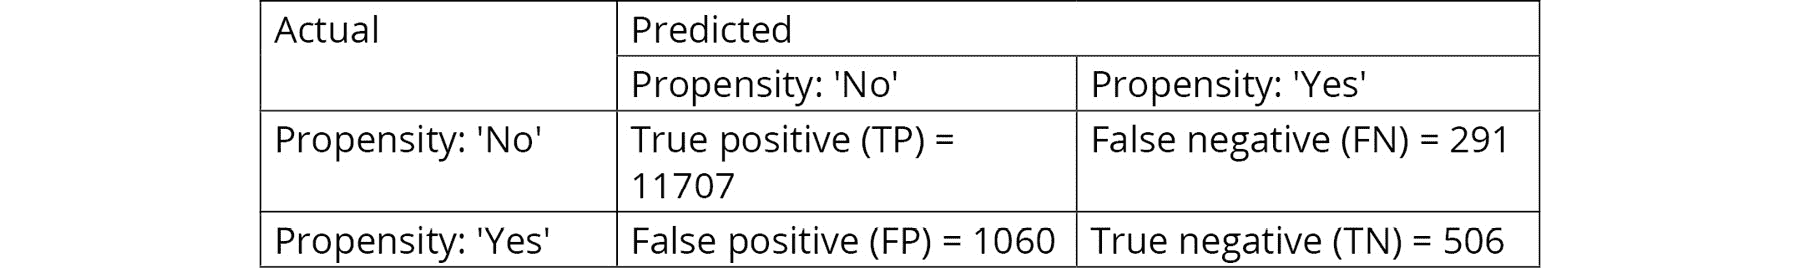 Actual
Predicted
Propensity: 'No'
Propensity: 'Yes'
Propensity: 'No'
True positive (TP) =
11707
False negative (FN) = 291
Propensity: 'Yes'
False positive (FP) = 1060
True negative (TN) = 506